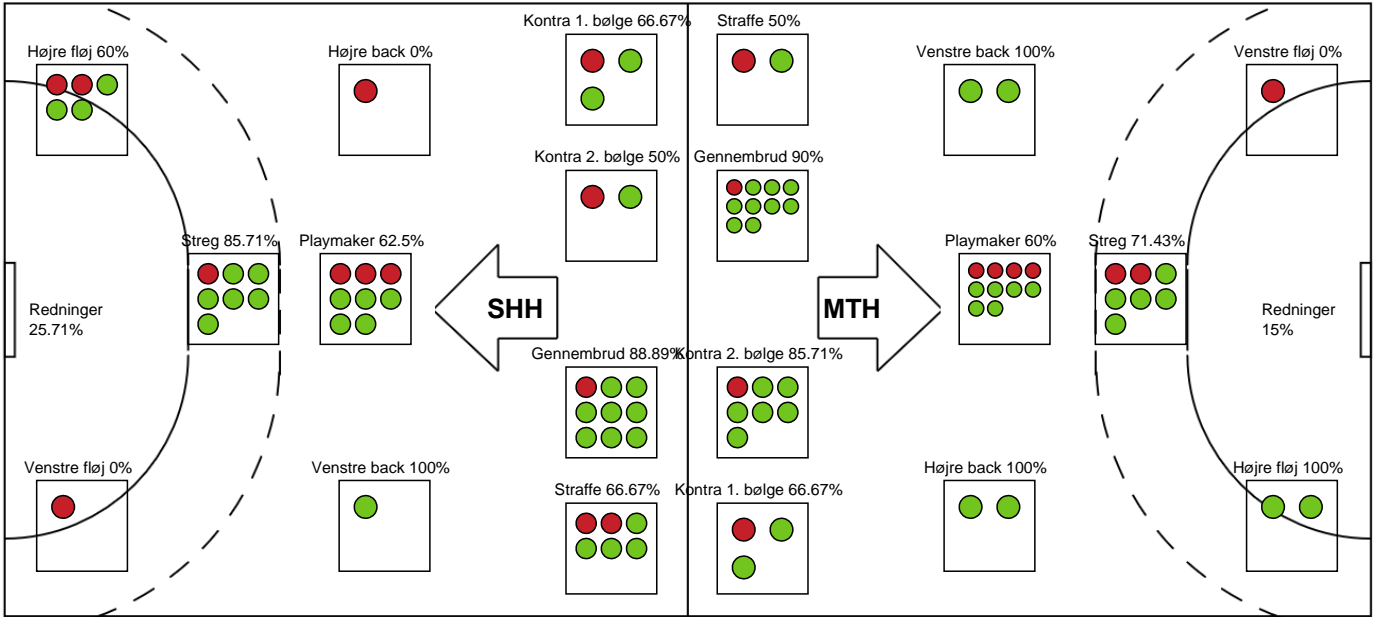 Kontra 1. bølge 66.67%
Straffe 50%
Højre fløj 60%
Højre back 0%
Venstre back 100%
Venstre fløj 0%
Kontra 2. bølge 50%
Gennembrud 90%
Streg 85.71%
Playmaker 62.5%
Playmaker 60%
Streg 71.43%
Redninger
25.71%
SHH
MTH
Redninger
15%
Gennembrud 88.89%
Kontra 2. bølge 85.71%
Venstre fløj 0%
Venstre back 100%
Straffe 66.67%
Kontra 1. bølge 66.67%
Højre back 100%
Højre fløj 100%